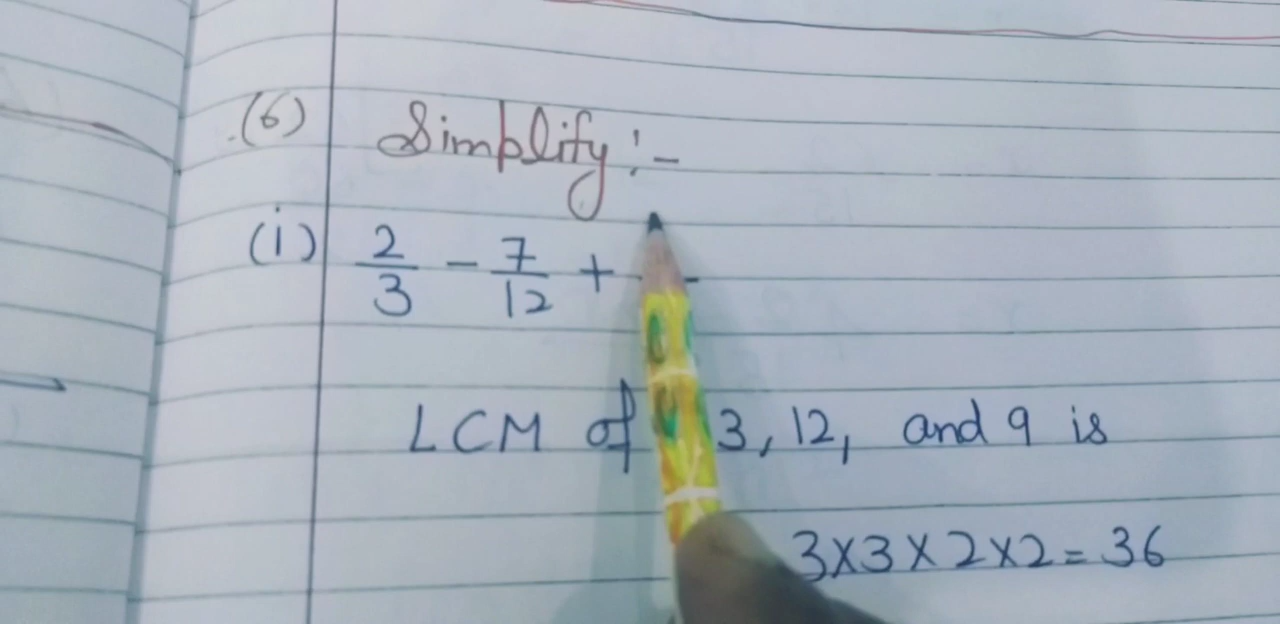 (6) Simplify:-
(i) 2/3 - 7/12 +
LCM of 3, 12, and 9 is
3×3×2×2=36